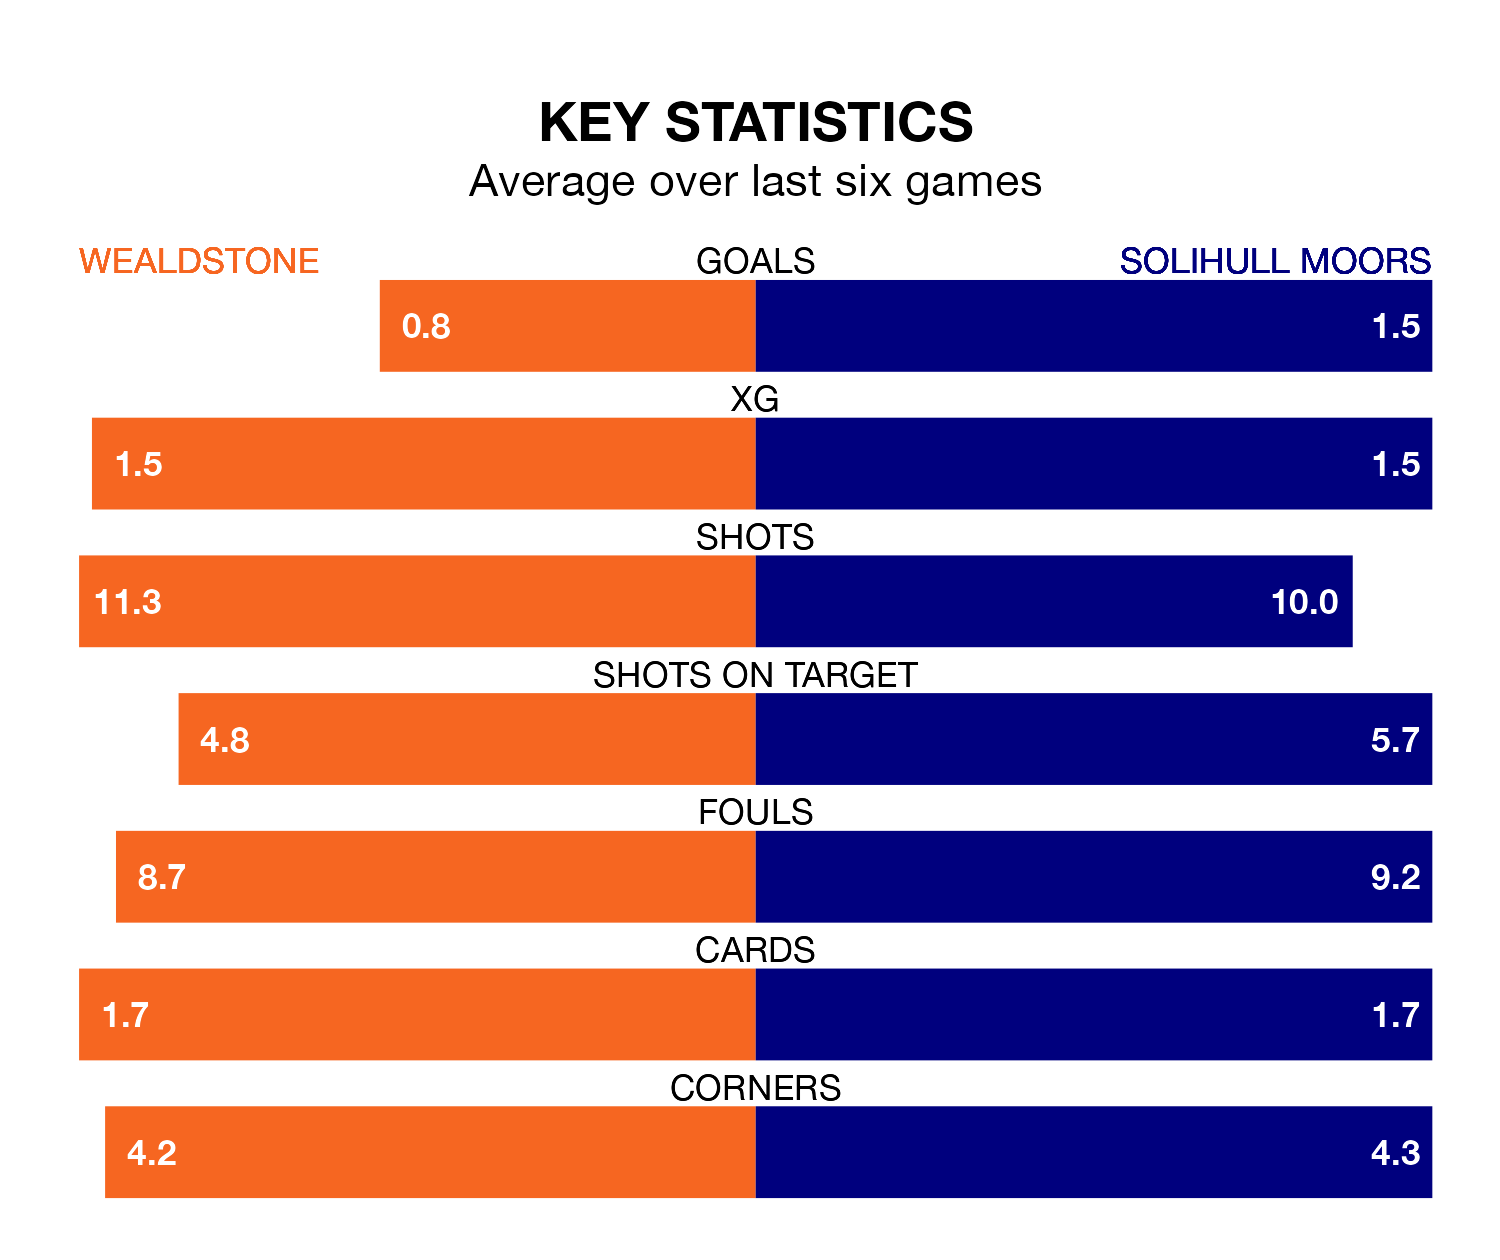 KEY STATISTICS
Average over last six games
WEALDSTONE GOALS SOLIHULL MOORS
0.8 1.5
XG
1.5 1.5
SHOTS
11.3 10.0
SHOTS ON TARGET
4.8 5.7
FOULS
8.7 9.2
CARDS
1.7 1.7
CORNERS
4.2 4.3